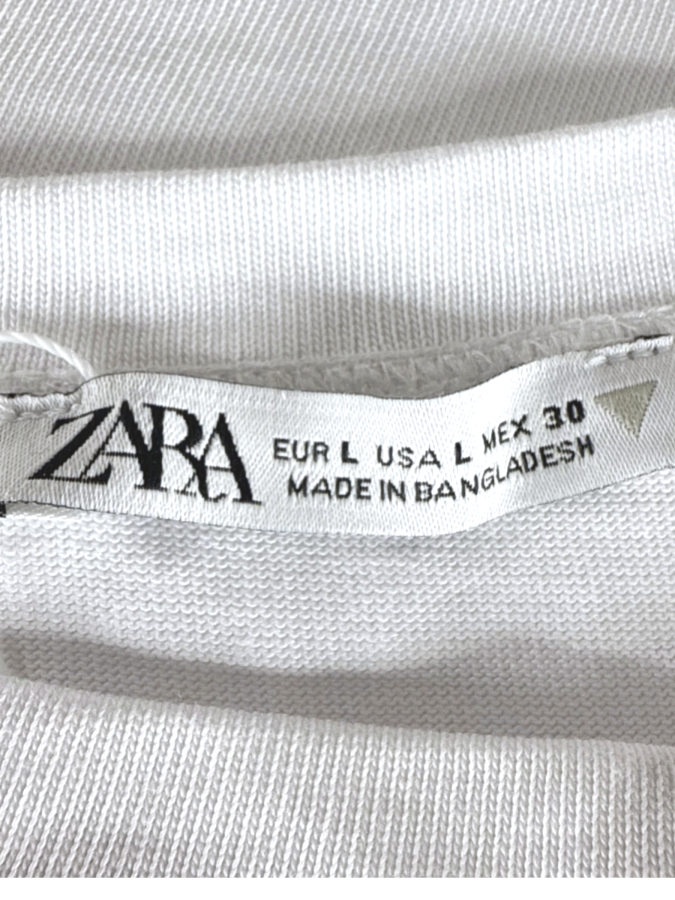 ZARA
EUR L USA L MEX 30
MADE IN BANGLADESH